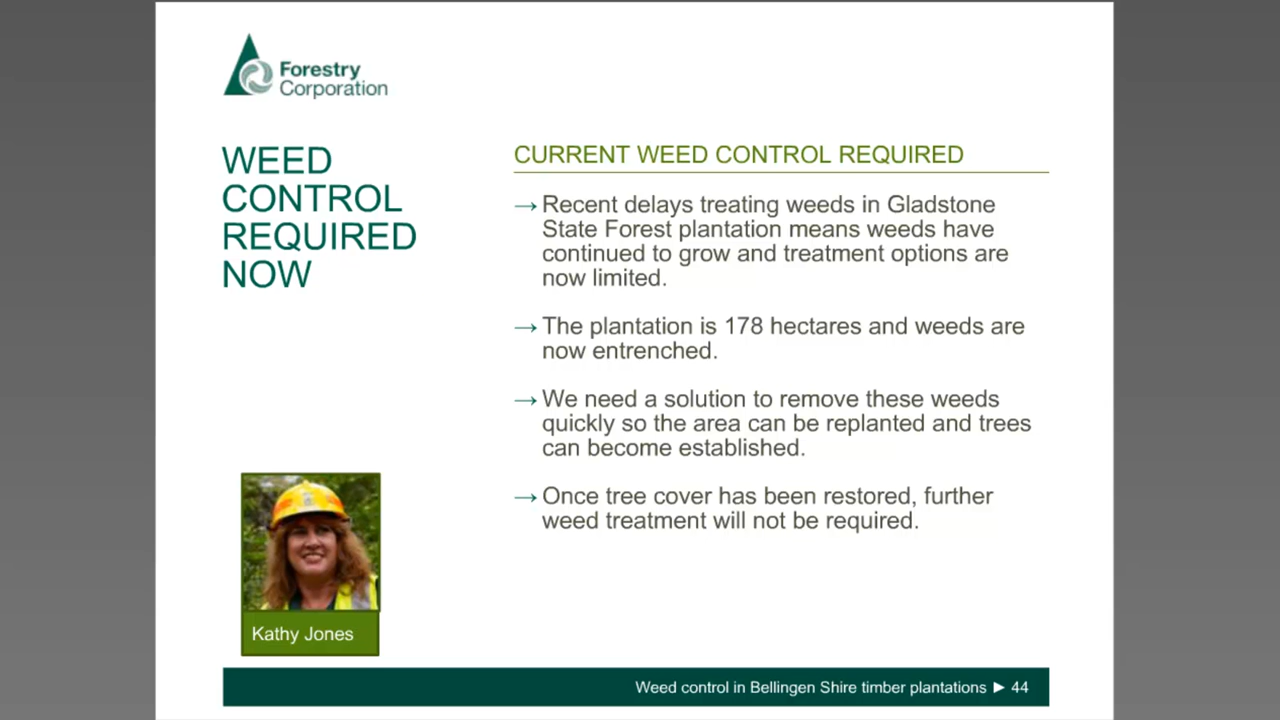 Forestry
Corporation
WEED
CONTROL
REQUIRED
NOW
CURRENT WEED CONTROL REQUIRED
→ Recent delays treating weeds in Gladstone
State Forest plantation means weeds have
continued to grow and treatment options are
now limited.
→ The plantation is 178 hectares and weeds are
now entrenched.
→ We need a solution to remove these weeds
quickly so the area can be replanted and trees
can become established.
→ Once tree cover has been restored, further
weed treatment will not be required.
Kathy Jones
Weed control in Bellingen Shire timber plantations ► 44